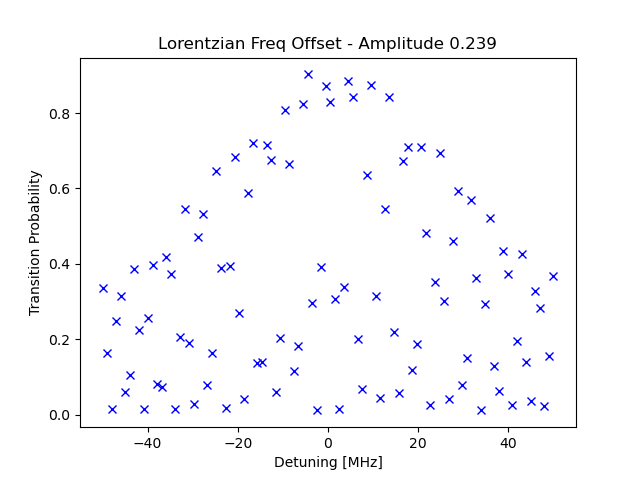 Lorentzian Freq Offset - Amplitude 0.239
Transition Probability
0.8
0.6
0.4
0.2
0.0
−40 −20 0 20 40
Detuning [MHz]